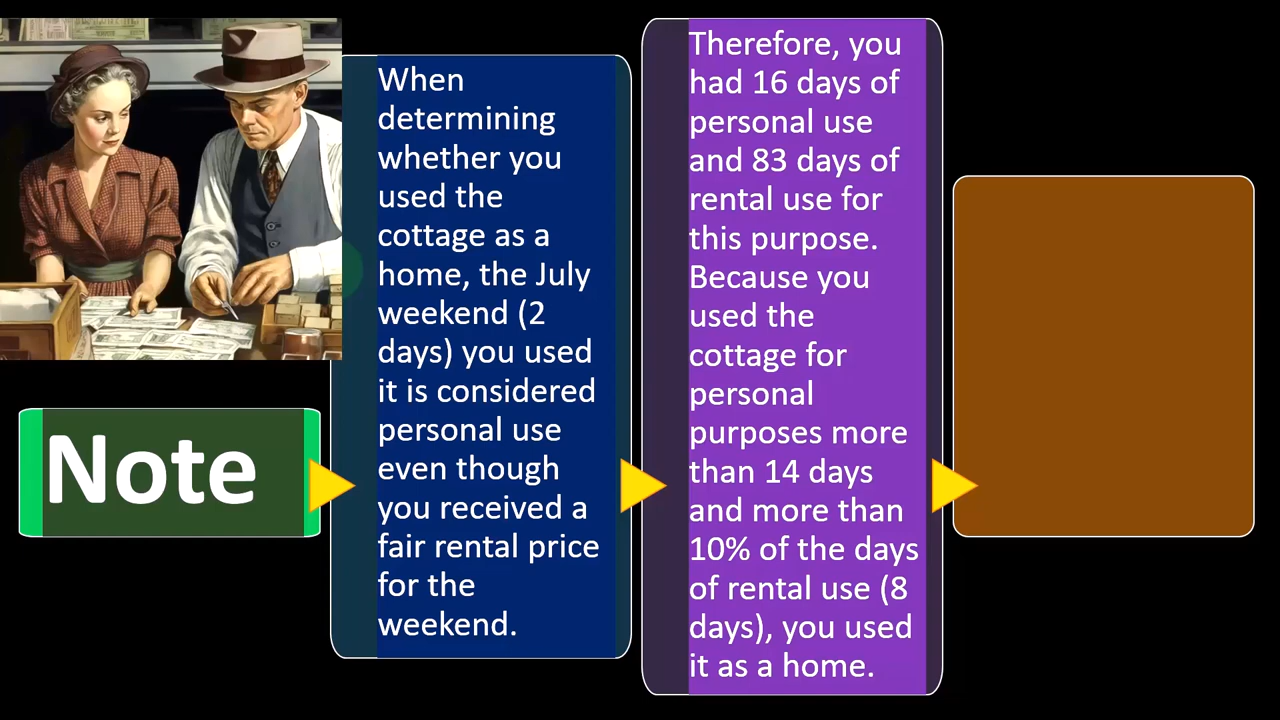 Note
When
determining
whether you
used the
cottage as a
home, the July
weekend (2
days) you used
it is considered
personal use
even though
you received a
fair rental price
for the
weekend.
Therefore, you
had 16 days of
personal use
and 83 days of
rental use for
this purpose.
Because you
used the
cottage for
personal
purposes more
than 14 days
and more than
10% of the days
of rental use (8
days), you used
it as a home.